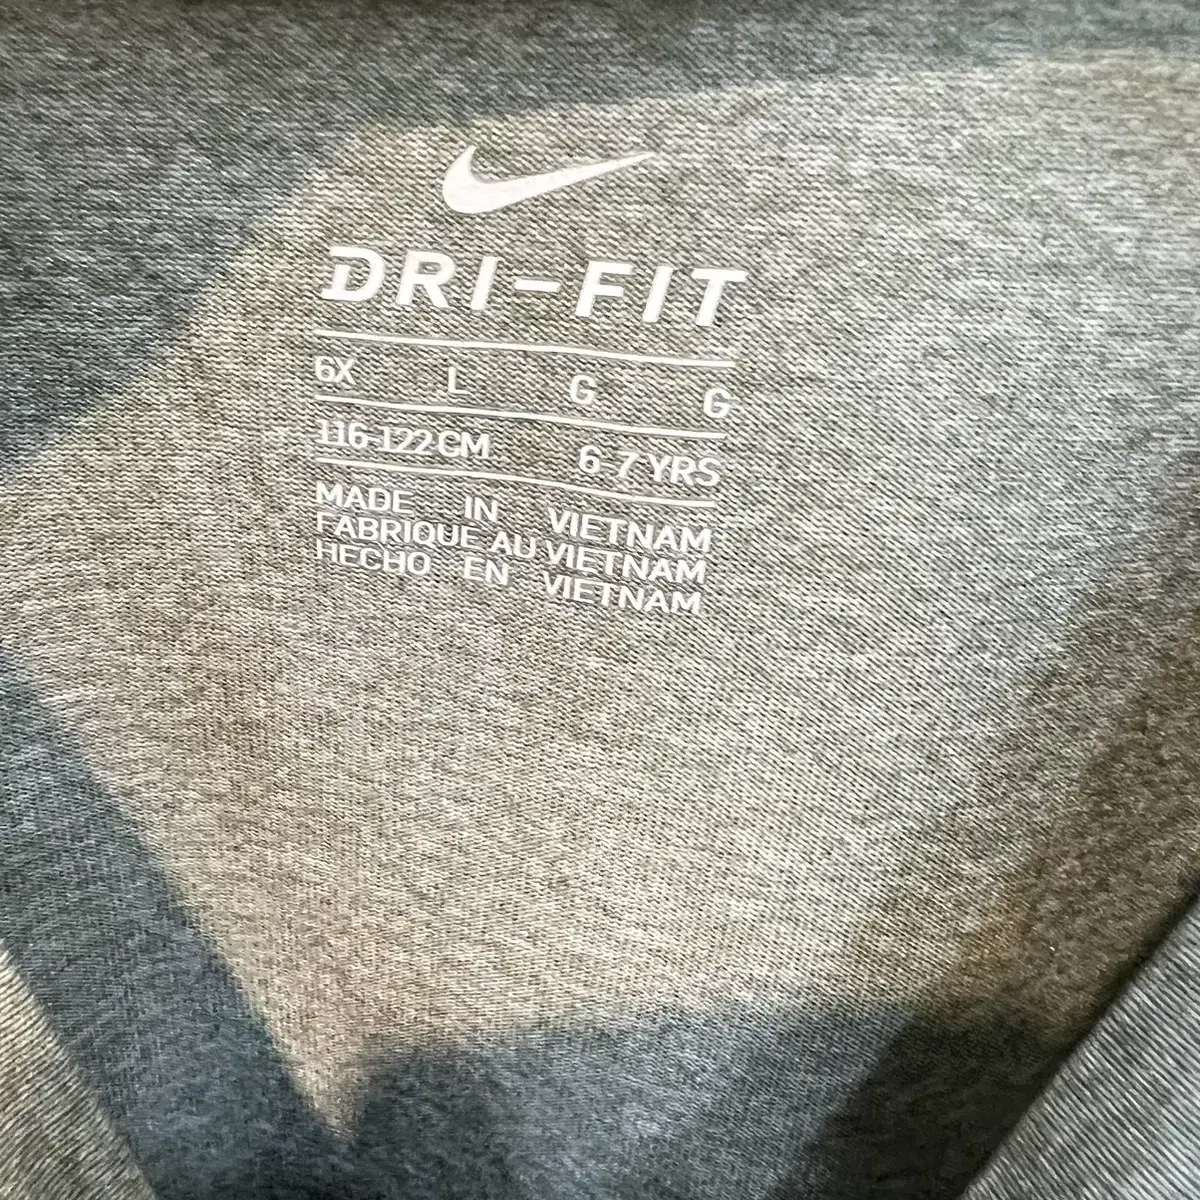 DRI-FIT
6X L G G
116-122 CM 6-7 YRS
MADE IN VIETNAM
FABRIQUE AU VIETNAM
HECHO EN VIETNAM